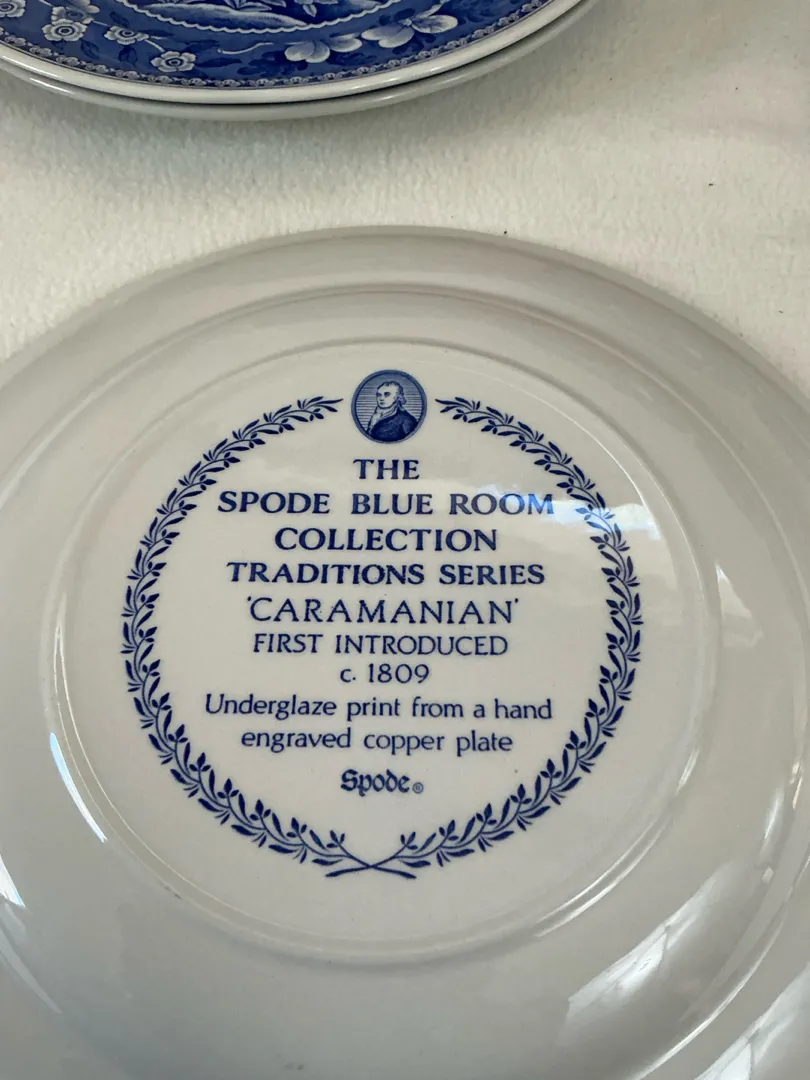 THE
SPODE BLUE ROOM
COLLECTION
TRADITIONS SERIES
'CARAMANIAN'
FIRST INTRODUCED
c. 1809
Underglaze print from a hand
engraved copper plate
Spode®